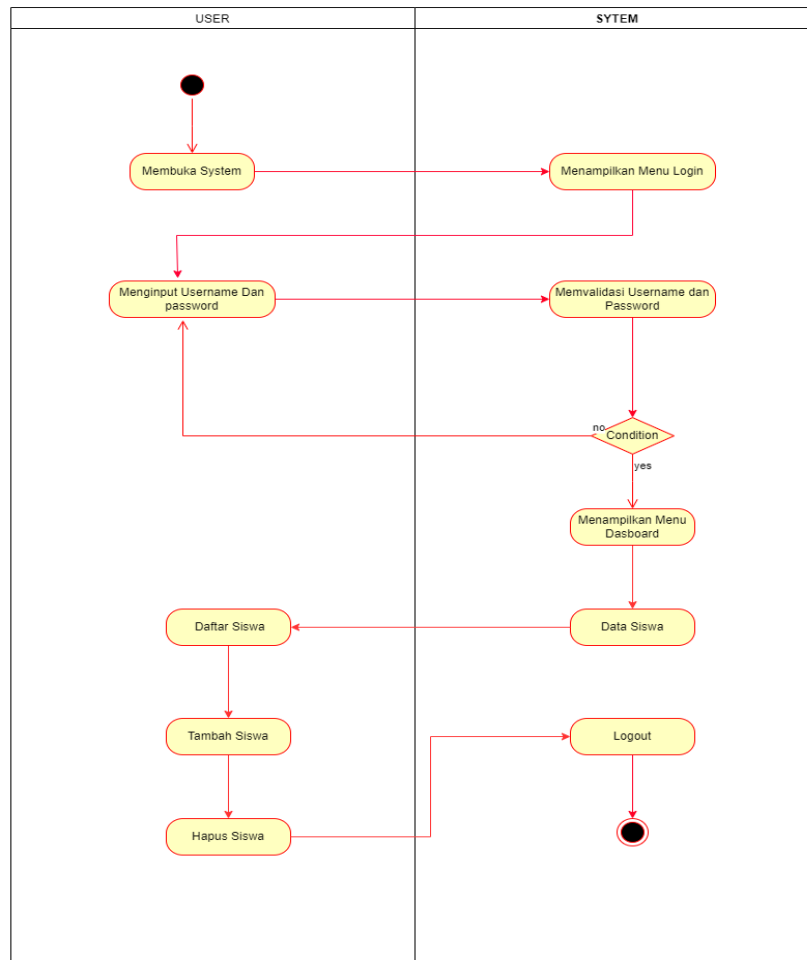 USER
SYTEM
Membuka System
Menampilkan Menu Login
Menginput Username Dan
password
Memvalidasi Username dan
Password
no
Condition
yes
Menampilkan Menu
Dasboard
Daftar Siswa
Data Siswa
Tambah Siswa
Logout
Hapus Siswa